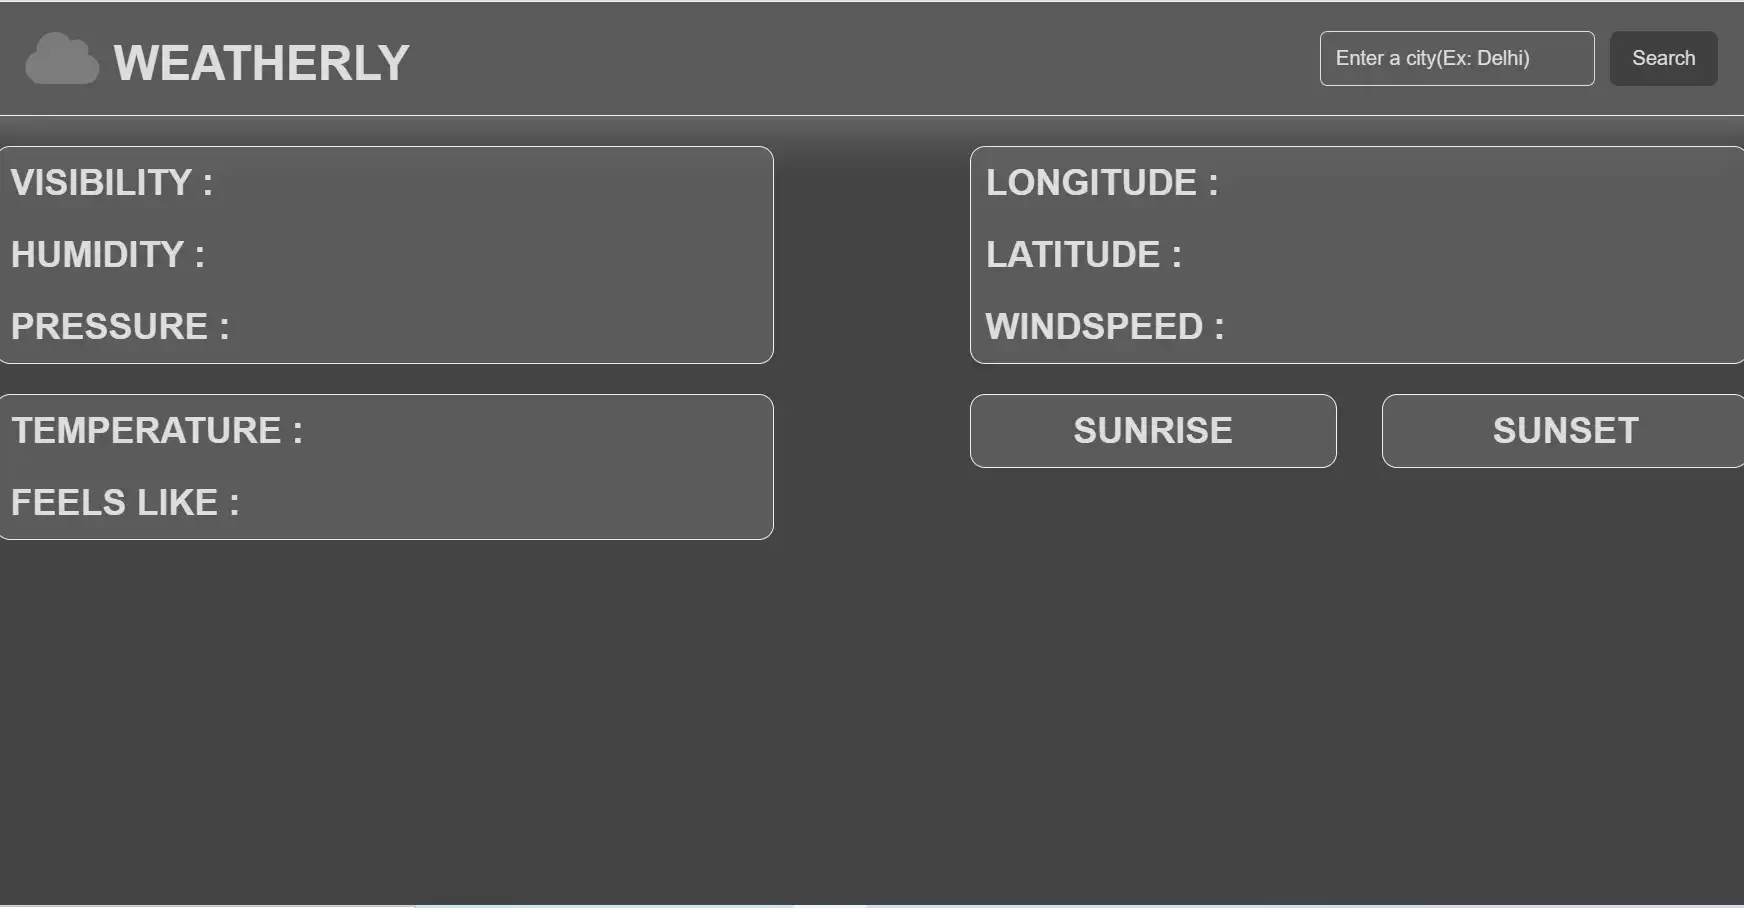 WEATHERLY
Enter a city(Ex: Delhi)
Search
VISIBILITY :
HUMIDITY :
PRESSURE :
LONGITUDE :
LATITUDE :
WINDSPEED :
TEMPERATURE :
FEELS LIKE :
SUNRISE
SUNSET